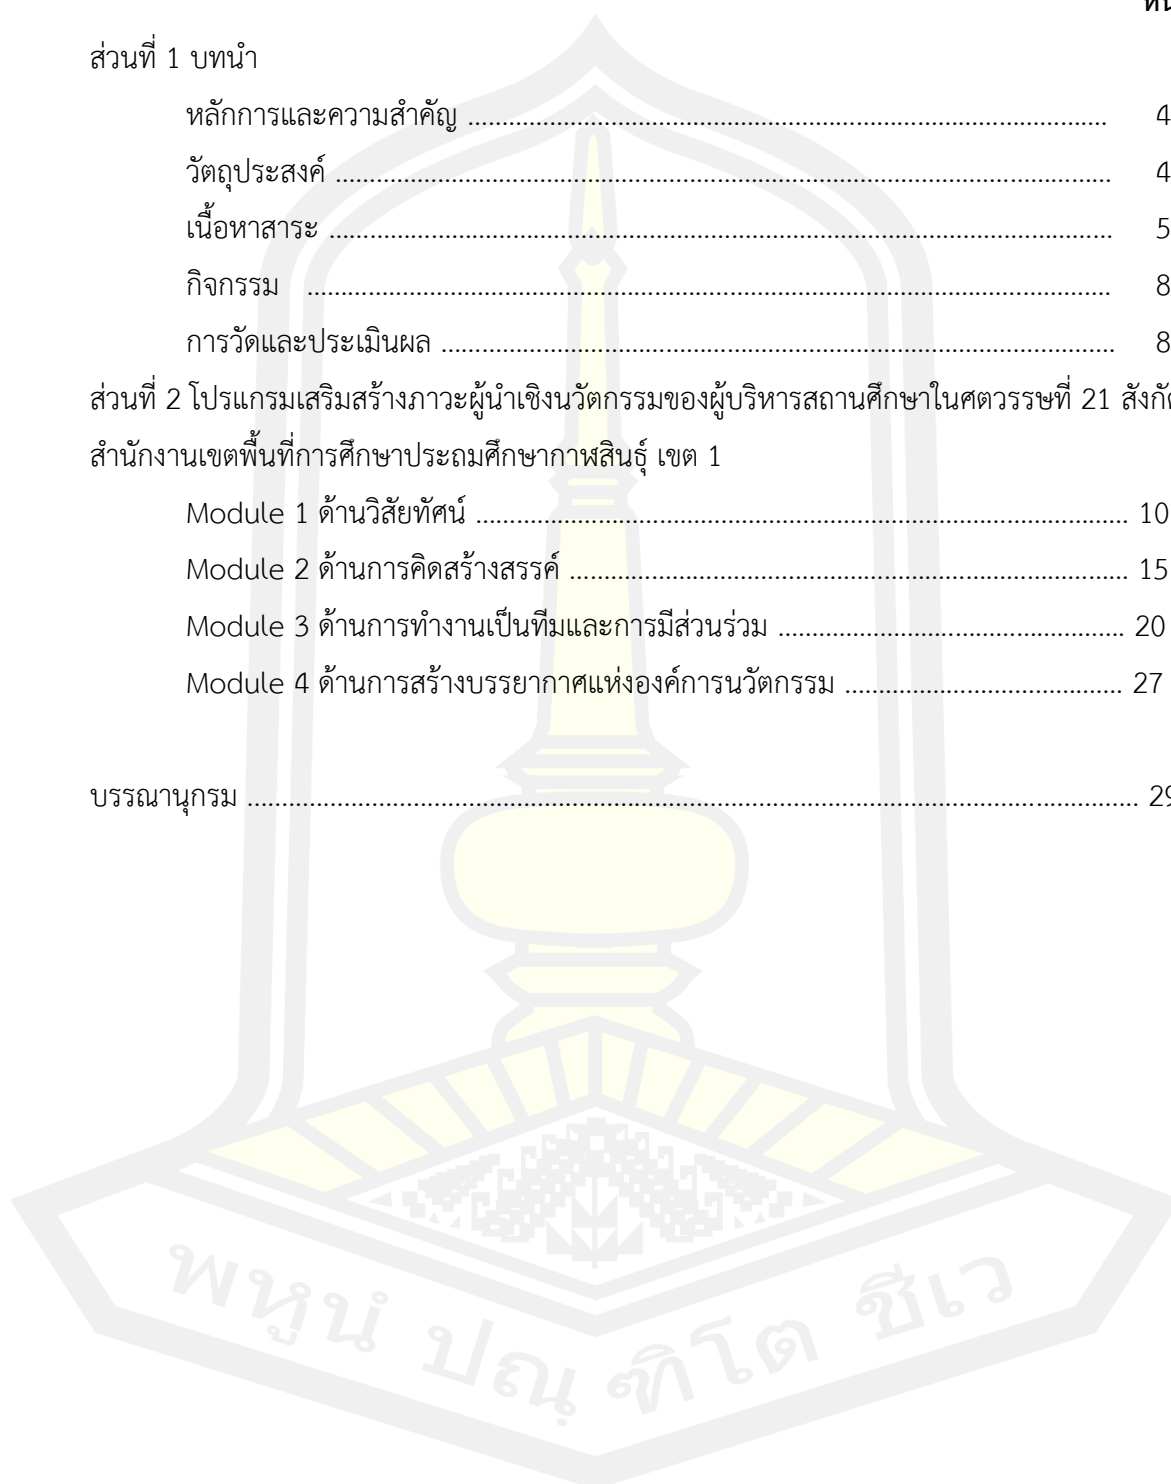 ส่วนที่ 1 บทนำ
หลักการและความสำคัญ ........................................................................................... 4
วัตถุประสงค์ ............................................................................................................... 4
เนื้อหาสาระ ................................................................................................................ 5
กิจกรรม ................................................................................................................... 8
การวัดและประเมินผล ................................................................................................ 8
ส่วนที่ 2 โปรแกรมเสริมสร้างภาวะผู้นำเชิงนวัตกรรมของผู้บริหารสถานศึกษาในศตวรรษที่ 21 สังกัด
สำนักงานเขตพื้นที่การศึกษาประถมศึกษากาฬสินธุ์ เขต 1
Module 1 ด้านวิสัยทัศน์ ............................................................................................. 10
Module 2 ด้านการคิดสร้างสรรค์ ................................................................................ 15
Module 3 ด้านการทำงานเป็นทีมและการมีส่วนร่วม .................................................. 20
Module 4 ด้านการสร้างบรรยากาศแห่งองค์การนวัตกรรม ........................................ 27
บรรณานุกรม ............................................................................................................................... 29
พหูนํ ปณฺฑิโต ชีเว